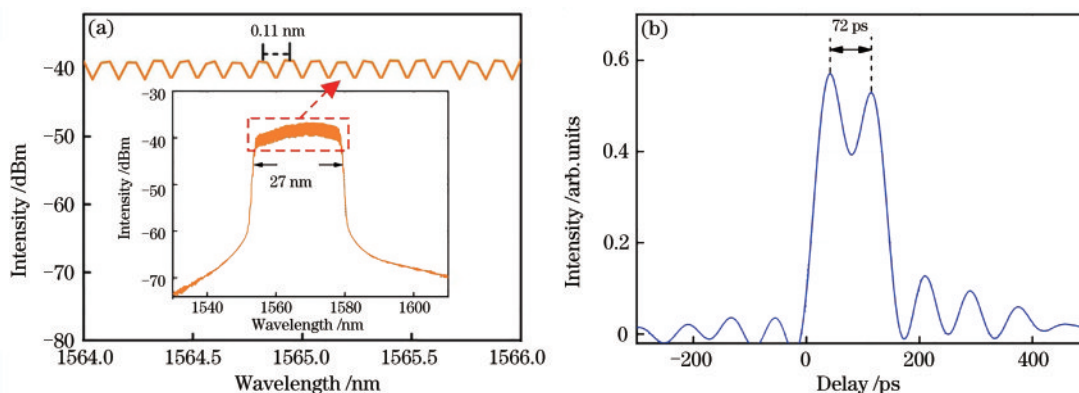 (a)
0.11 nm
Intensity /dBm
−40
−50
−60
−70
−80
1564.0
1564.5
1565.0
1565.5
1566.0
Wavelength /nm
Intensity /dBm
−30
−40
−50
−60
−70
27 nm
1540
1560
1580
1600
Wavelength /nm
(b)
72 ps
Intensity /arb. units
0.6
0.4
0.2
0
−200
0
200
400
Delay /ps